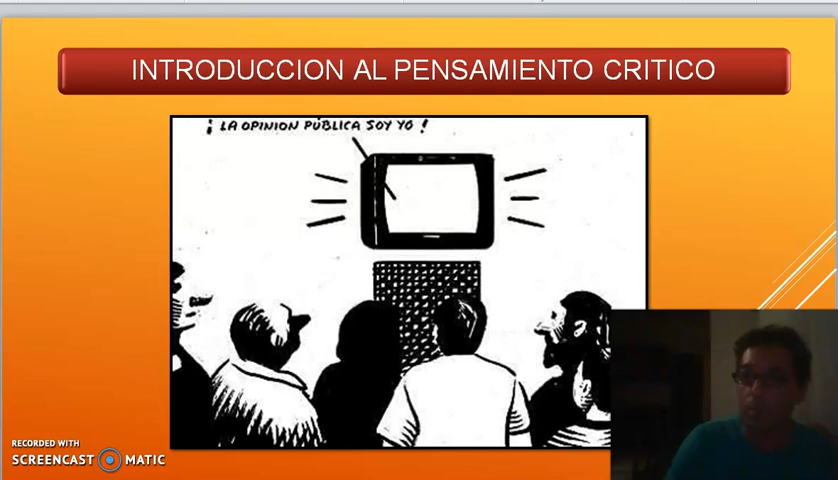 INTRODUCCION AL PENSAMIENTO CRITICO
¡ LA OPINION PÚBLICA SOY YO !
RECORDED WITH
SCREENCAST MATIC